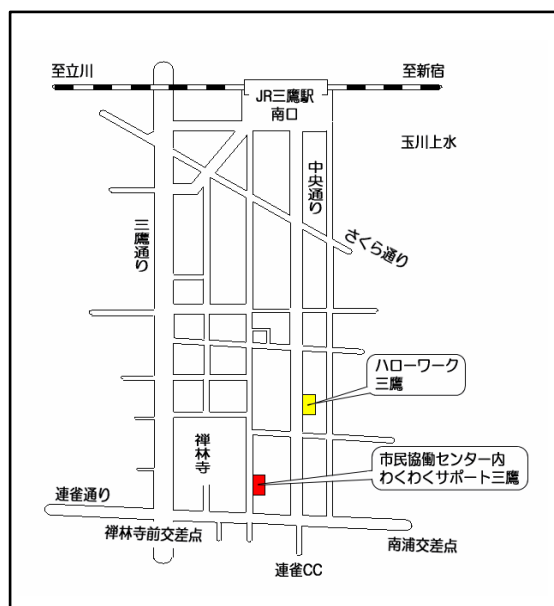 至立川
至新宿
JR三鷹駅
南口
玉川上水
中央通り
三鷹通り
さくら通り
ハローワーク
三鷹
禅林寺
市民協働センター内
わくわくサポート三鷹
連雀通り
禅林寺前交差点
南浦交差点
連雀CC